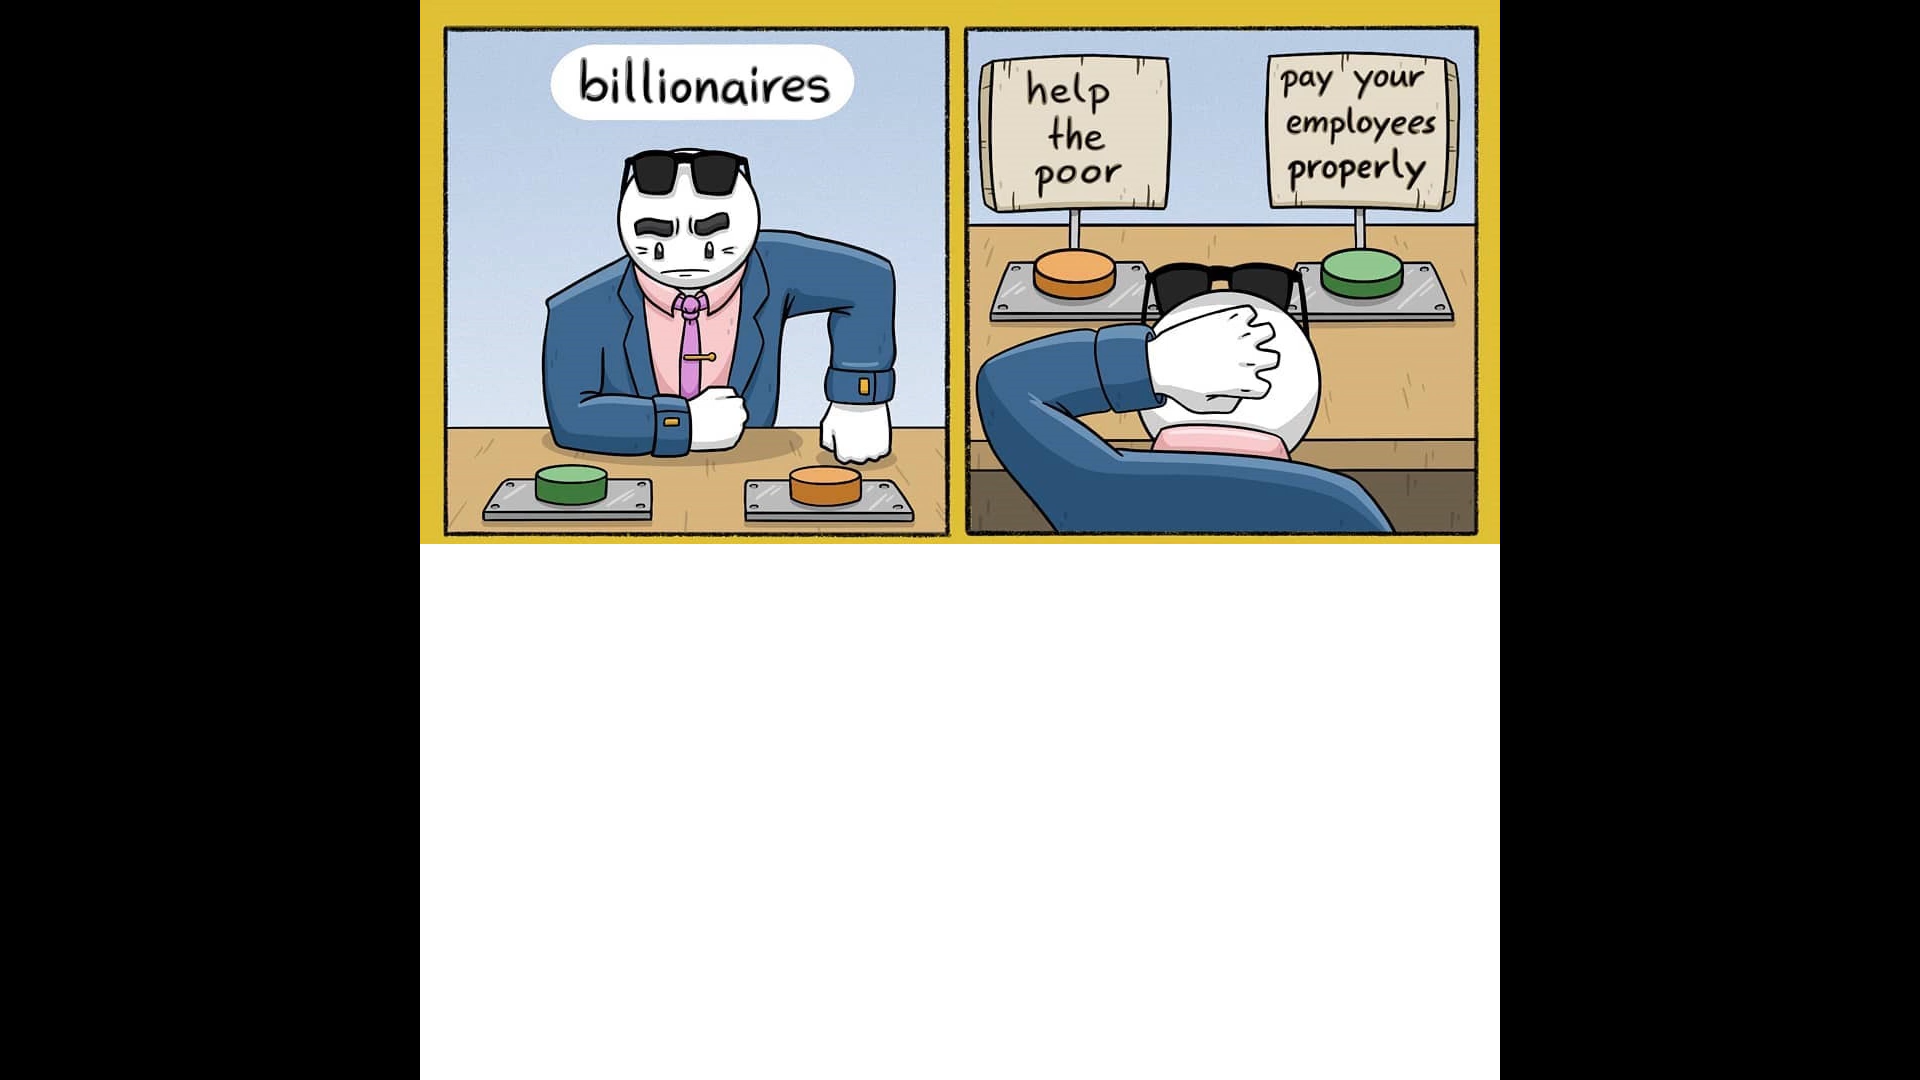 billionaires
help
the
poor
pay your
employees
properly